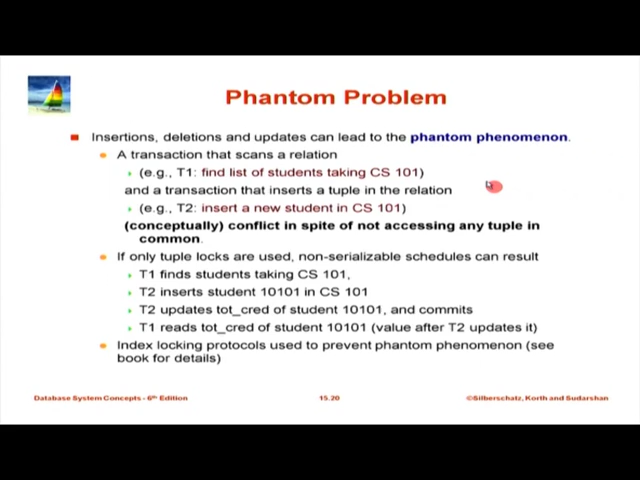 Phantom Problem
Insertions, deletions and updates can lead to the phantom phenomenon.
A transaction that scans a relation
(e.g., T1: find list of students taking CS 101)
and a transaction that inserts a tuple in the relation
(e.g., T2: insert a new student in CS 101)
(conceptually) conflict in spite of not accessing any tuple in
common.
If only tuple locks are used, non-serializable schedules can result
T1 finds students taking CS 101,
T2 inserts student 10101 in CS 101
T2 updates tot_cred of student 10101, and commits
T1 reads tot_cred of student 10101 (value after T2 updates it)
Index locking protocols used to prevent phantom phenomenon (see
book for details)
Database System Concepts - 6th Edition
15.20
©Silberschatz, Korth and Sudarshan